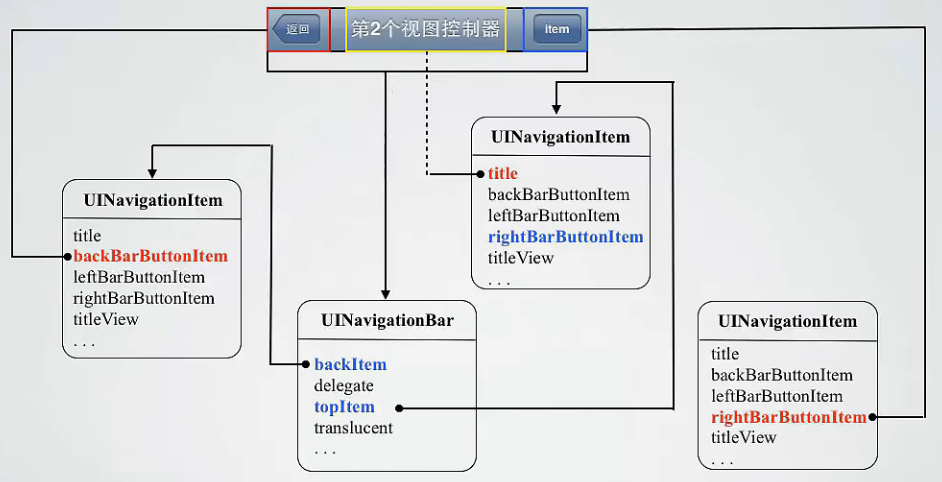 返回
第2个视图控制器
item
UINavigationItem
title
backBarButtonItem
leftBarButtonItem
rightBarButtonItem
titleView
. . .
UINavigationItem
title
backBarButtonItem
leftBarButtonItem
rightBarButtonItem
titleView
. . .
UINavigationBar
backItem
delegate
topItem
translucent
. . .
UINavigationItem
title
backBarButtonItem
leftBarButtonItem
rightBarButtonItem
titleView
. . .